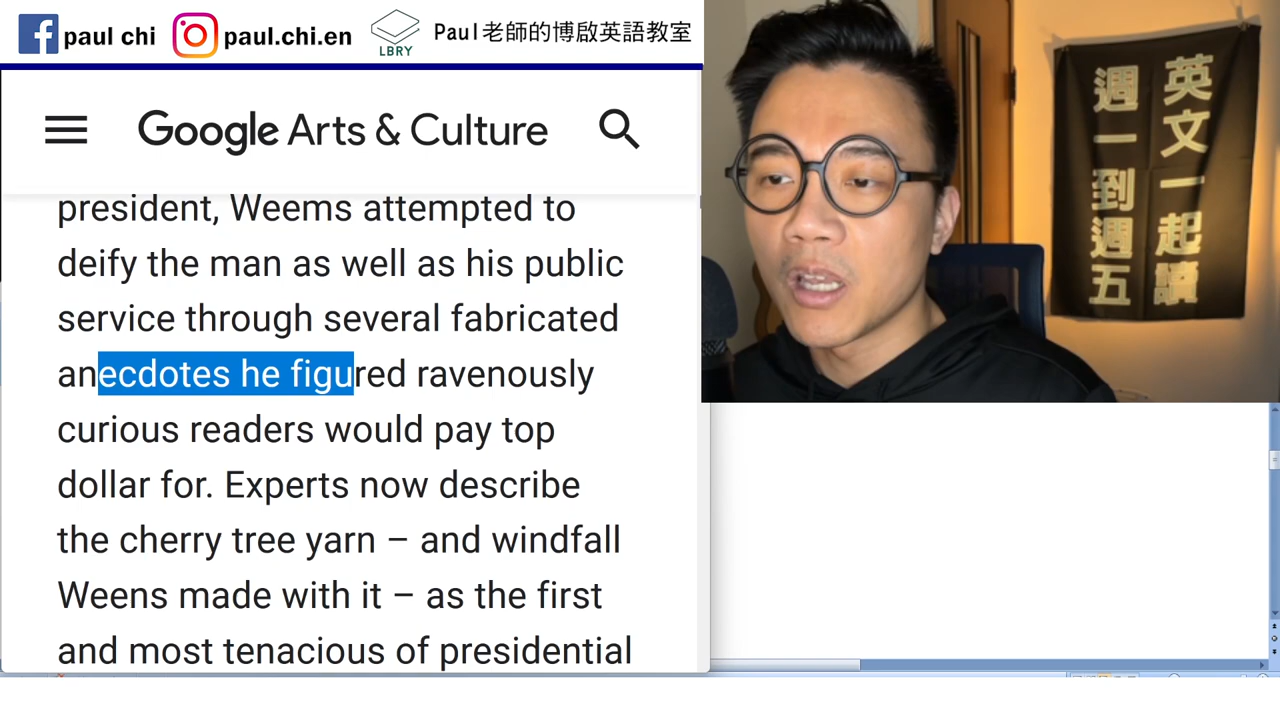 paul chi
paul.chi.en
LBRY
Paul老師的博啟英語教室
Google Arts & Culture
president, Weems attempted to
deify the man as well as his public
service through several fabricated
anecdotes he figured ravenously
curious readers would pay top
dollar for. Experts now describe
the cherry tree yarn – and windfall
Weens made with it – as the first
and most tenacious of presidential
英文一起讀
週一到週五